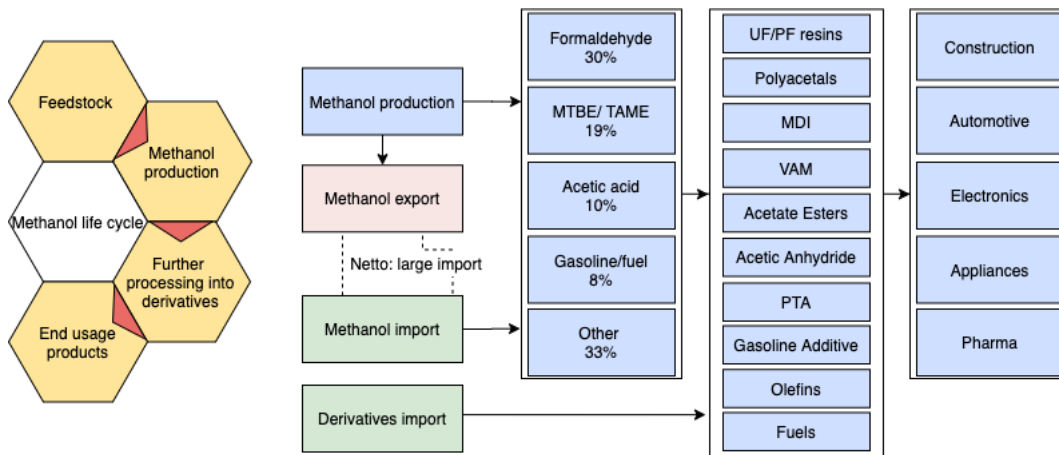 Feedstock
Methanol
production
Methanol life cycle
Further
processing into
derivatives
End usage
products
Methanol production
Methanol export
Netto: large import
Methanol import
Derivatives import
Formaldehyde
30%
MTBE/ TAME
19%
Acetic acid
10%
Gasoline/fuel
8%
Other
33%
UF/PF resins
Polyacetals
MDI
VAM
Acetate Esters
Acetic Anhydride
PTA
Gasoline Additive
Olefins
Fuels
Construction
Automotive
Electronics
Appliances
Pharma